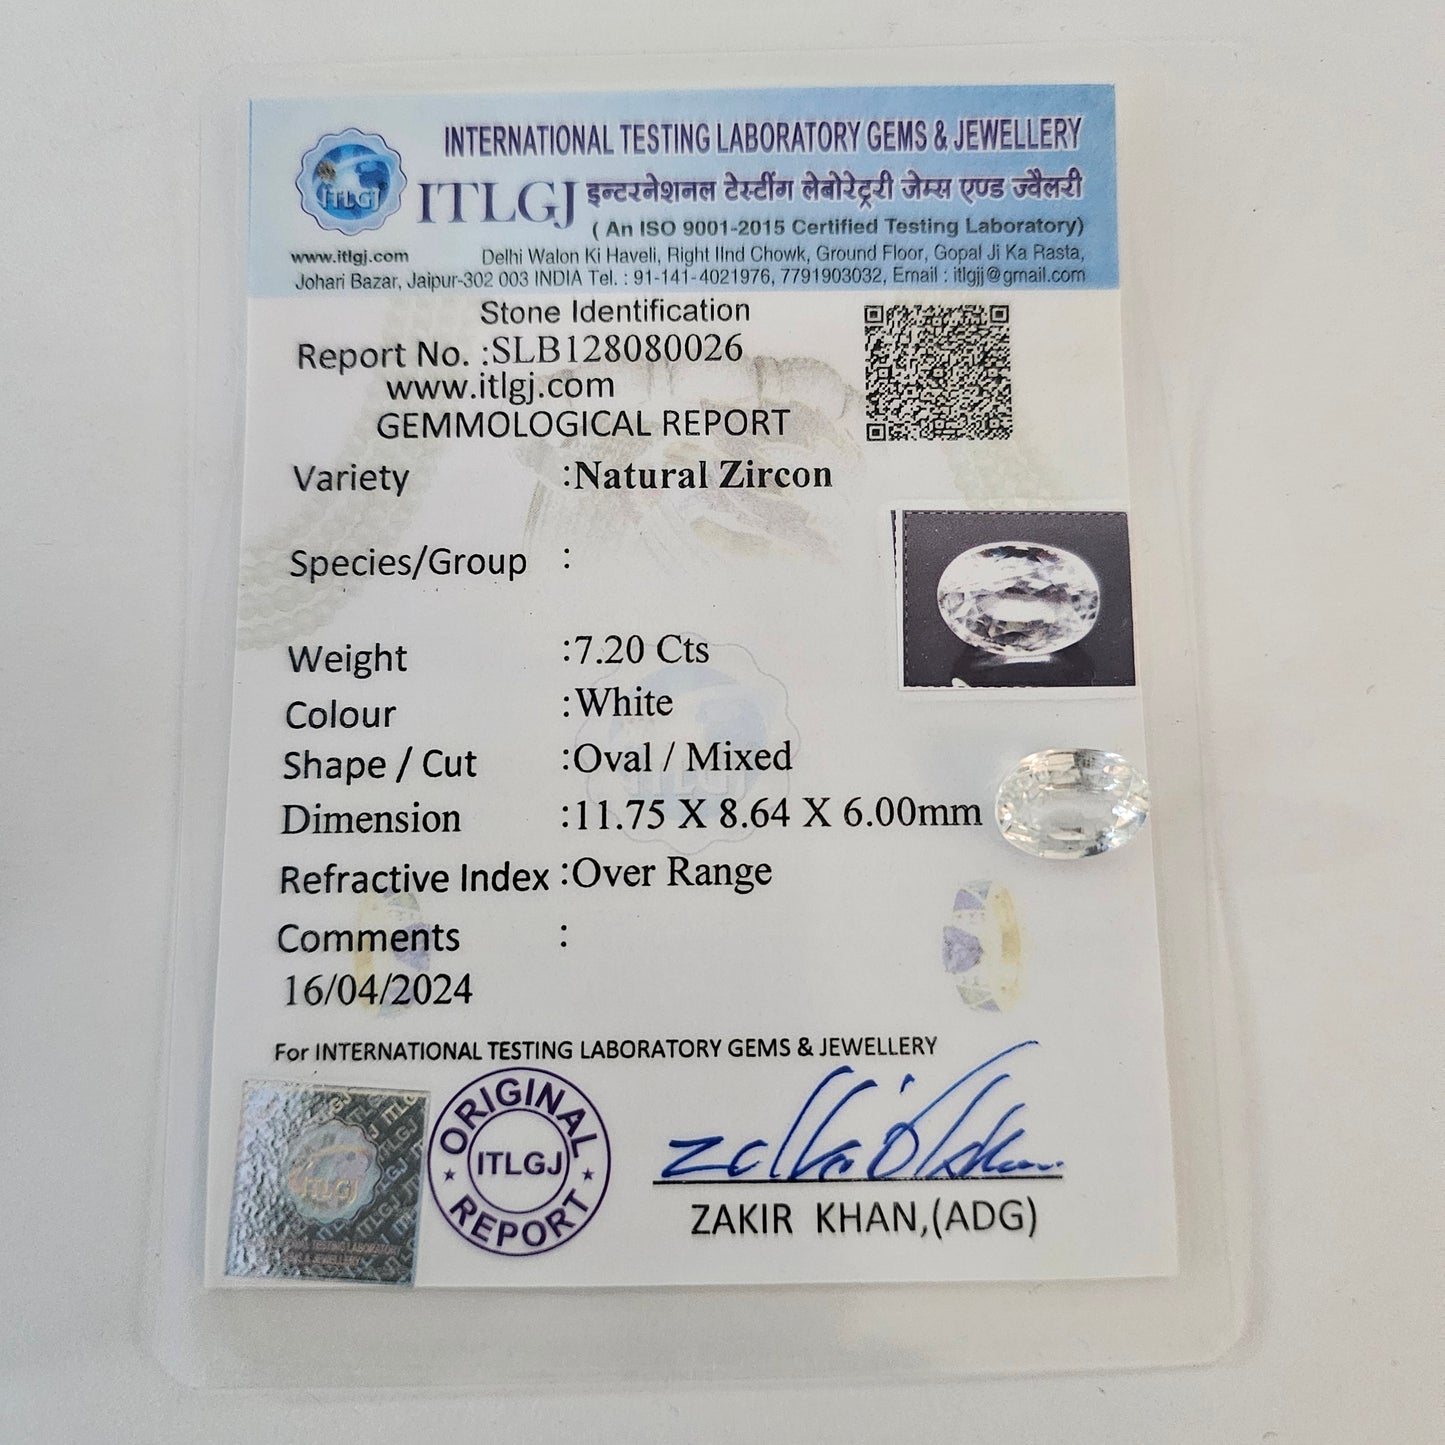 INTERNATIONAL TESTING LABORATORY GEMS & JEWELLERY
ITLGJ
ITLGJ इन्टरनेशनल टेस्टींग लेबोरेट्ररी जेम्स एण्ड ज्वैलरी
( An ISO 9001-2015 Certified Testing Laboratory)
www.itlgj.com Delhi Walon Ki Haveli, Right IInd Chowk, Ground Floor, Gopal Ji Ka Rasta,
Johari Bazar, Jaipur-302 003 INDIA Tel. : 91-141-4021976, 7791903032, Email : itlgjj@gmail.com
Stone Identification
Report No. :SLB128080026
www.itlgj.com
GEMMOLOGICAL REPORT
Variety :Natural Zircon
Species/Group :
Weight :7.20 Cts
Colour :White
Shape / Cut :Oval / Mixed
Dimension :11.75 X 8.64 X 6.00mm
Refractive Index :Over Range
Comments :
16/04/2024
For INTERNATIONAL TESTING LABORATORY GEMS & JEWELLERY
ORIGINAL
ITLGJ
REPORT
ITLGJ
ZAKIR KHAN,(ADG)